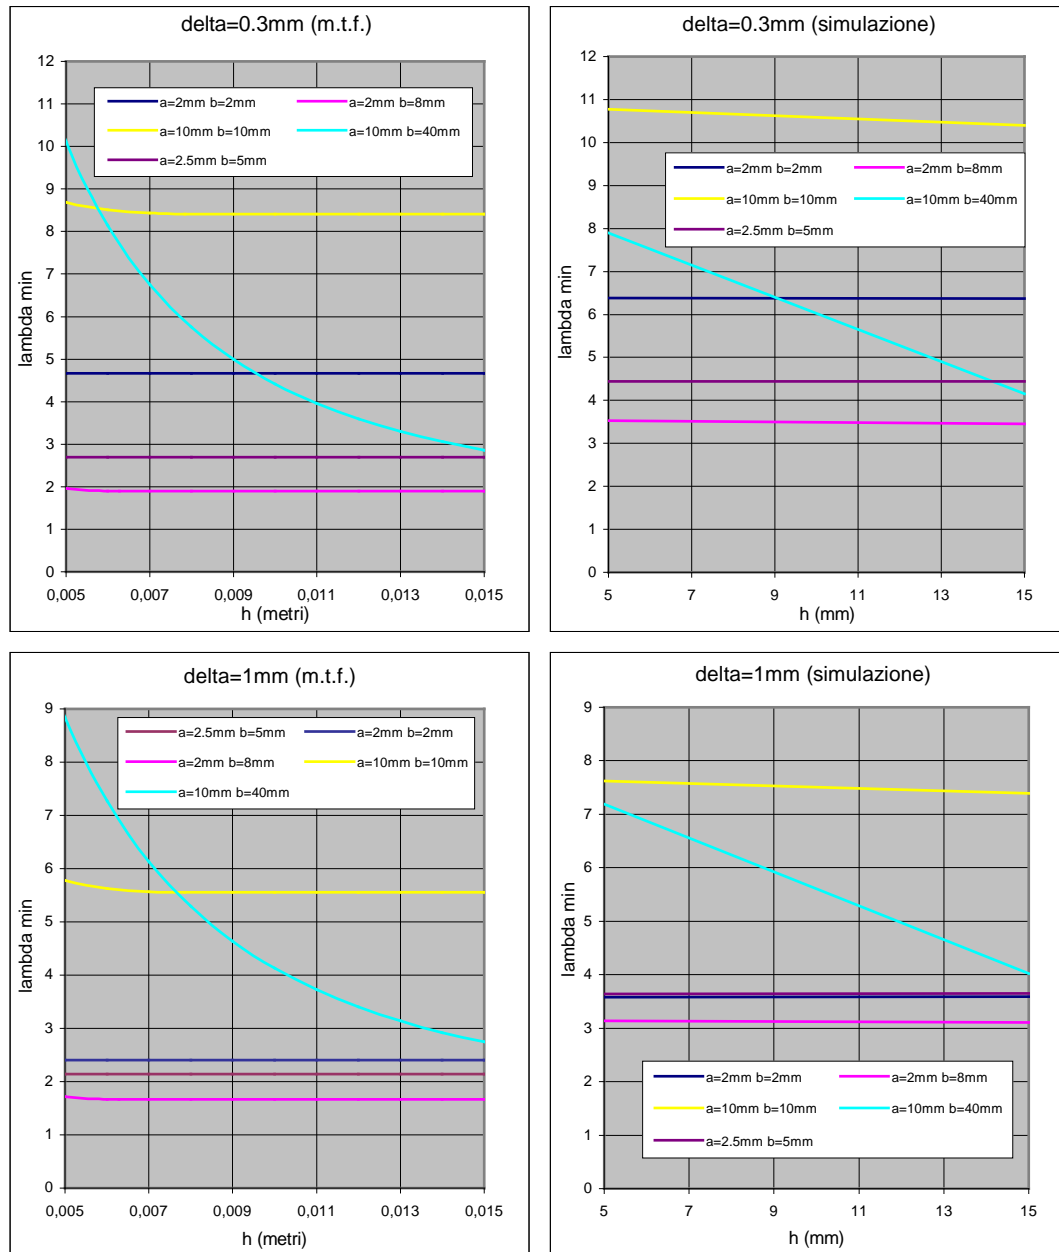 delta=0.3mm (m.t.f.)
12
11
10
9
8
7
6
5
4
3
2
1
0
lambda min
a=2mm b=2mm
a=2mm b=8mm
a=10mm b=10mm
a=10mm b=40mm
a=2.5mm b=5mm
0,005
0,007
0,009
0,011
0,013
0,015
h (metri)
delta=0.3mm (simulazione)
12
11
10
9
8
7
6
5
4
3
2
1
0
lambda min
a=2mm b=2mm
a=2mm b=8mm
a=10mm b=10mm
a=10mm b=40mm
a=2.5mm b=5mm
5
7
9
11
13
15
h (mm)
delta=1mm (m.t.f.)
9
8
7
6
5
4
3
2
1
0
lambda min
a=2.5mm b=5mm
a=2mm b=2mm
a=2mm b=8mm
a=10mm b=10mm
a=10mm b=40mm
0,005
0,007
0,009
0,011
0,013
0,015
h (metri)
delta=1mm (simulazione)
9
8
7
6
5
4
3
2
1
0
lambda min
a=2mm b=2mm
a=2mm b=8mm
a=10mm b=10mm
a=10mm b=40mm
a=2.5mm b=5mm
5
7
9
11
13
15
h (mm)